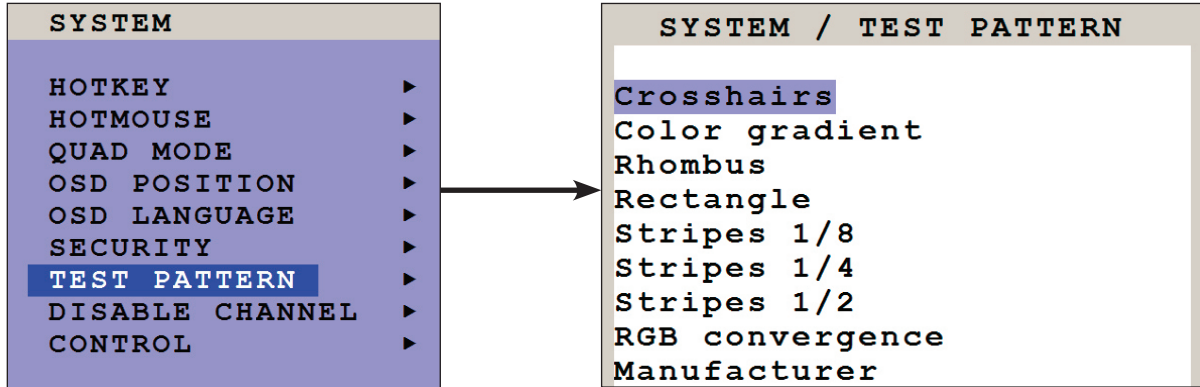 SYSTEM
HOTKEY
HOTMOUSE
QUAD MODE
OSD POSITION
OSD LANGUAGE
SECURITY
TEST PATTERN
DISABLE CHANNEL
CONTROL
SYSTEM / TEST PATTERN
Crosshairs
Color gradient
Rhombus
Rectangle
Stripes 1/8
Stripes 1/4
Stripes 1/2
RGB convergence
Manufacturer